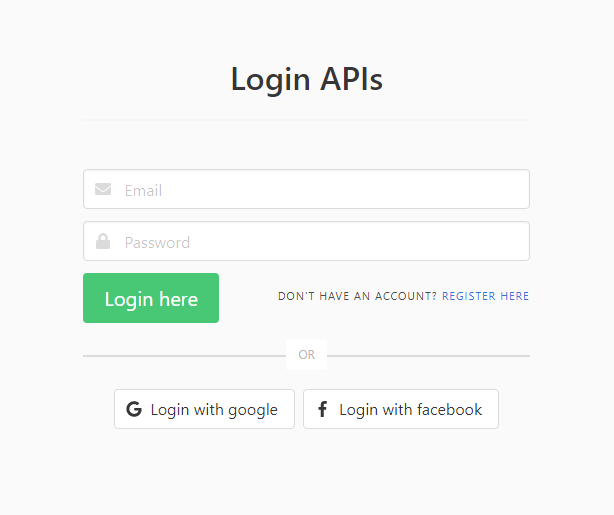 Login APIs
Email
Password
Login here
DON'T HAVE AN ACCOUNT? REGISTER HERE
OR
Login with google
Login with facebook